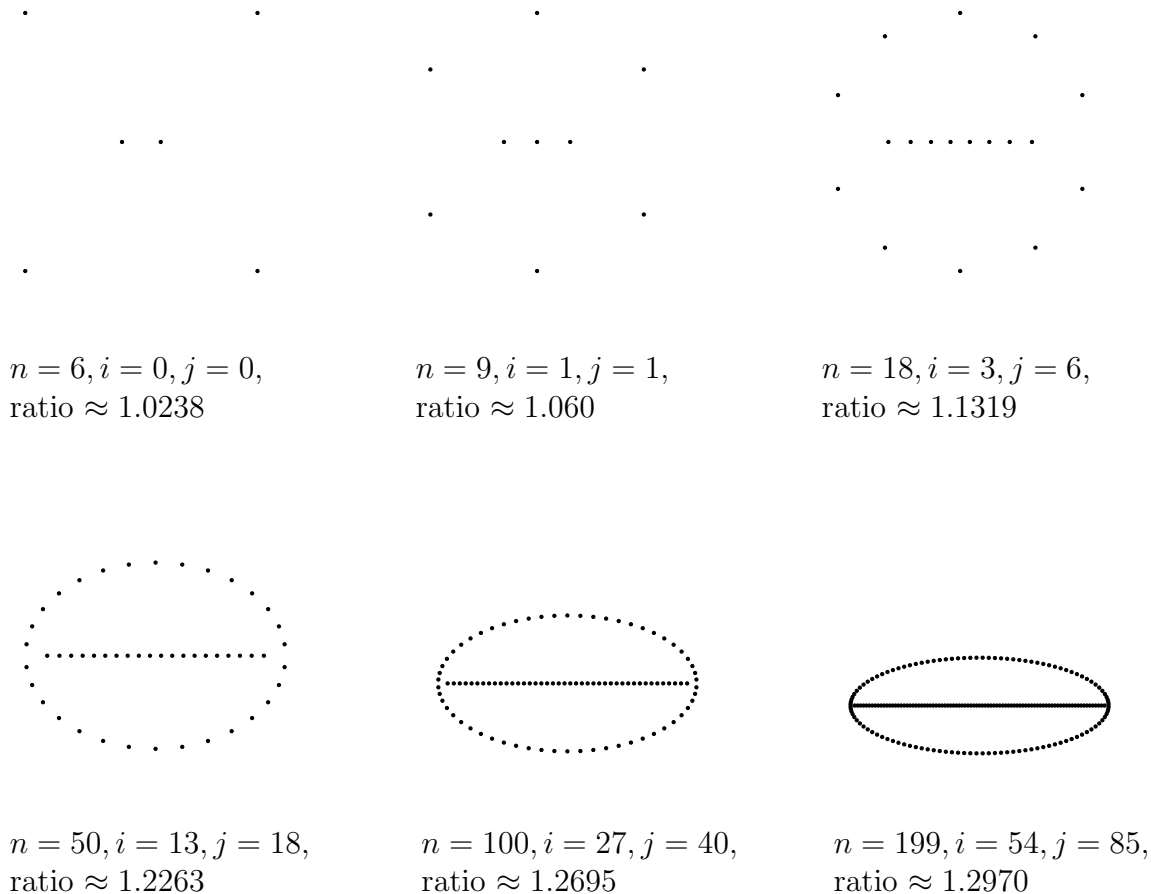 n = 6, i = 0, j = 0,
ratio ≈ 1.0238
n = 9, i = 1, j = 1,
ratio ≈ 1.060
n = 18, i = 3, j = 6,
ratio ≈ 1.1319
n = 50, i = 13, j = 18,
ratio ≈ 1.2263
n = 100, i = 27, j = 40,
ratio ≈ 1.2695
n = 199, i = 54, j = 85,
ratio ≈ 1.2970